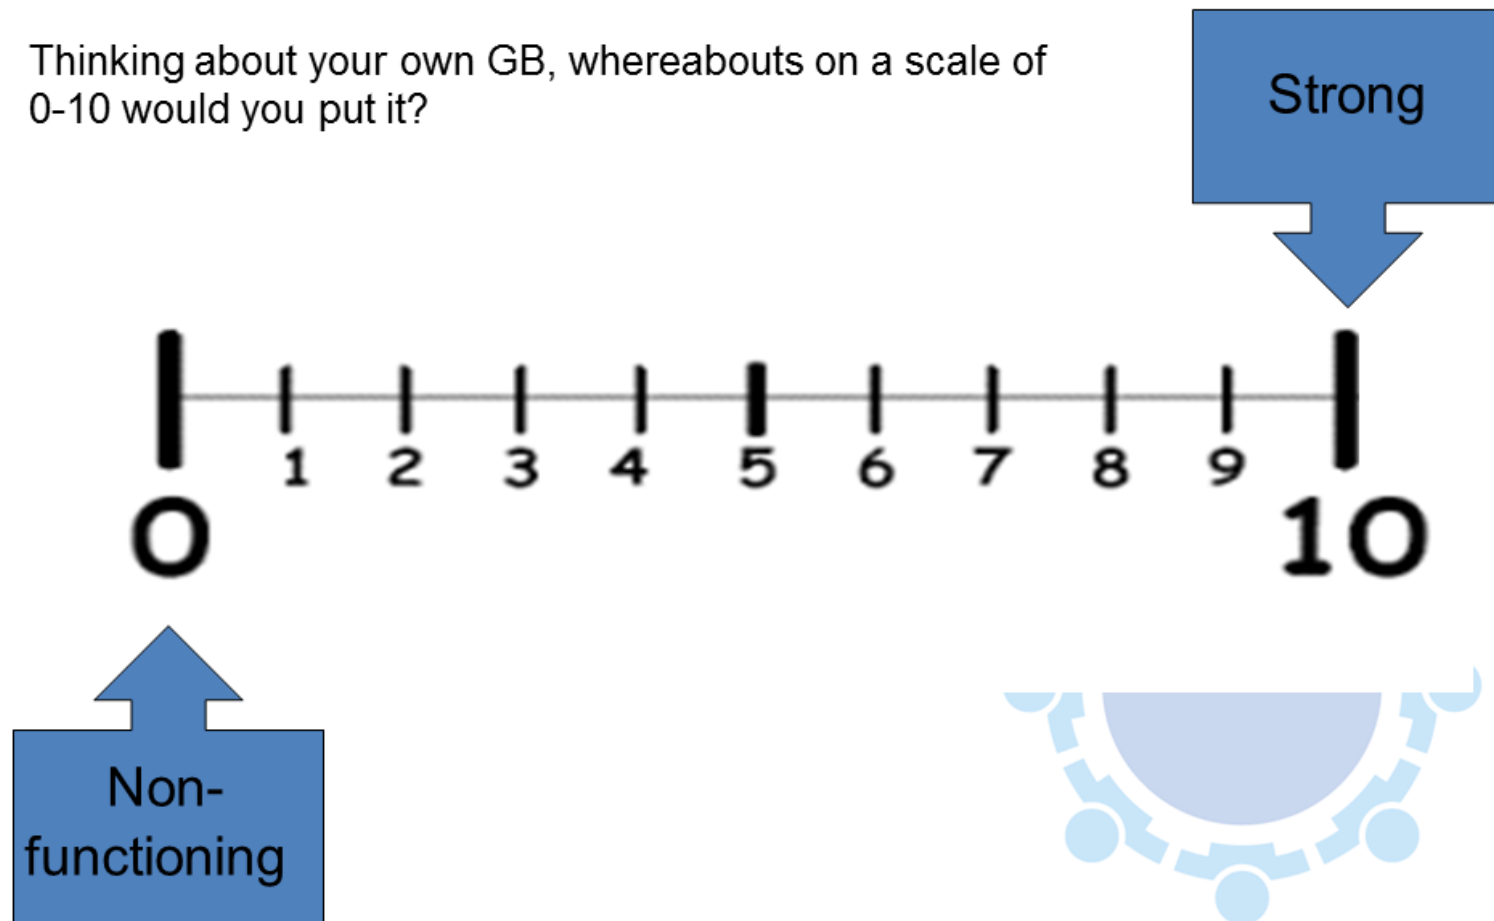 Thinking about your own GB, whereabouts on a scale of
0-10 would you put it?
Strong
1 2 3 4 5 6 7 8 9
0 10
Non-
functioning